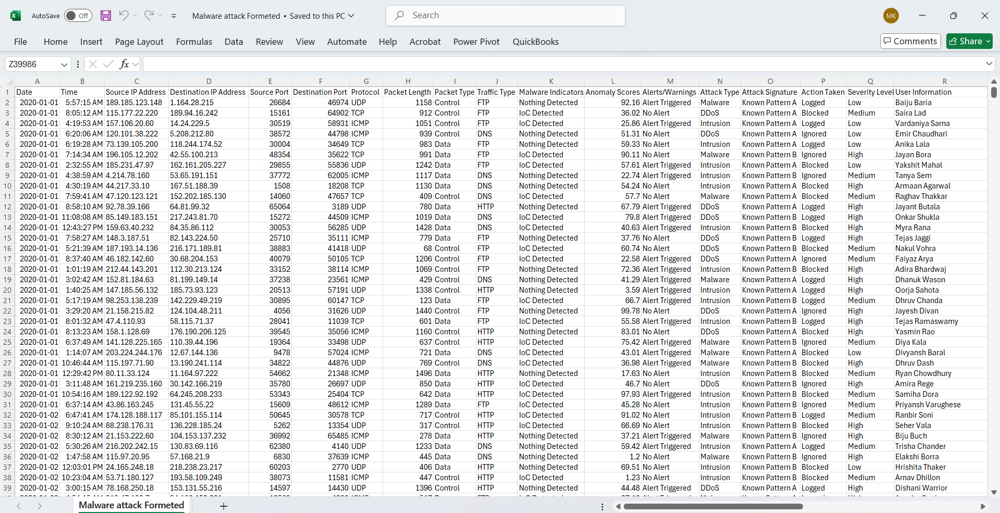 AutoSave Off Malware attack Formeted • Saved to this PC Search MK
File Home Insert Page Layout Formulas Data Review View Automate Help Acrobat Power Pivot QuickBooks Comments Share
Z39986 fx
A B C D E F G H I J K L M N O P Q R
1 Date Time Source IP Address Destination IP Address Source Port Destination Port Protocol Packet Length Packet Type Traffic Type Malware Indicators Anomaly Scores Alerts/Warnings Attack Type Attack Signature Action Taken Severity Level User Information
2 2020-01-01 5:57:15 AM 189.185.123.148 1.164.28.215 26684 46974 UDP 1158 Control FTP Nothing Detected 92.16 Alert Triggered Malware Known Pattern A Logged Low Baiju Baria
3 2020-01-01 8:05:12 AM 115.177.22.220 189.94.16.242 15161 64902 TCP 912 Control FTP IoC Detected 36.02 No Alert DDoS Known Pattern A Blocked Medium Saira Lad
4 2020-01-01 4:19:53 AM 157.106.20.60 14.24.229.5 30519 58931 ICMP 1051 Control FTP IoC Detected 25.86 Alert Triggered Intrusion Known Pattern A Logged Low Vardaniya Sarna
5 2020-01-01 6:20:06 AM 120.101.38.222 5.208.212.80 38572 44798 ICMP 939 Control DNS Nothing Detected 51.31 No Alert DDoS Known Pattern A Ignored Low Emir Chaudhari
6 2020-01-01 6:19:28 AM 73.139.105.200 118.244.174.52 30004 34649 TCP 983 Data FTP Nothing Detected 59.33 No Alert Intrusion Known Pattern A Logged Low Anika Lala
7 2020-01-01 7:14:34 AM 196.105.12.202 42.55.100.213 48354 35622 TCP 991 Data FTP IoC Detected 90.11 No Alert Malware Known Pattern B Ignored High Jayan Bora
8 2020-01-01 2:32:55 AM 185.231.47.97 162.161.205.227 29855 55836 UDP 1242 Data FTP IoC Detected 57.61 Alert Triggered Intrusion Known Pattern A Blocked Low Yakshit Mahal
9 2020-01-01 4:38:59 AM 4.214.78.160 53.65.191.151 37772 62005 ICMP 1117 Data DNS Nothing Detected 22.74 Alert Triggered Intrusion Known Pattern B Ignored Medium Tanya Sem
10 2020-01-01 4:30:19 AM 44.217.33.10 167.51.188.39 1508 18208 TCP 1130 Data DNS Nothing Detected 54.24 No Alert Intrusion Known Pattern A Blocked High Armaan Agarwal
11 2020-01-01 7:59:41 AM 47.120.123.121 152.202.185.130 14060 47657 TCP 409 Control DNS IoC Detected 57.7 No Alert Malware Known Pattern A Blocked Medium Raghav Thakkar
12 2020-01-01 8:58:10 AM 92.78.39.166 64.81.99.32 65064 3189 UDP 780 Data HTTP Nothing Detected 67.79 Alert Triggered DDoS Known Pattern A Logged High Jayant Butala
13 2020-01-01 11:08:08 AM 85.149.183.151 217.243.81.70 15272 44509 ICMP 1019 Data DNS IoC Detected 79.8 Alert Triggered DDoS Known Pattern B Logged High Onkar Shukla
14 2020-01-01 12:43:27 PM 159.63.40.232 84.35.86.112 30053 56285 UDP 1428 Data DNS IoC Detected 40.63 Alert Triggered Intrusion Known Pattern B Blocked High Myra Rana
15 2020-01-01 7:58:27 AM 148.3.187.51 82.143.224.50 25710 35111 ICMP 779 Data FTP Nothing Detected 37.76 No Alert DDoS Known Pattern B Logged High Tejas Jaggi
16 2020-01-01 5:21:39 AM 187.193.14.136 216.171.189.81 38883 41418 UDP 68 Control FTP IoC Detected 60.74 No Alert DDoS Known Pattern B Blocked Medium Nakul Vohra
17 2020-01-01 8:37:40 AM 46.182.142.60 30.68.204.153 40079 50105 TCP 1206 Control FTP IoC Detected 22.58 Alert Triggered DDoS Known Pattern A Ignored Medium Faiyaz Arya
18 2020-01-01 1:01:19 AM 212.44.143.201 112.30.213.124 33152 38114 ICMP 1069 Control FTP Nothing Detected 72.36 Alert Triggered Intrusion Known Pattern B Blocked High Adira Bhardwaj
19 2020-01-01 3:02:42 AM 152.81.184.63 81.199.149.14 37238 23561 ICMP 429 Control DNS Nothing Detected 41.29 Alert Triggered Malware Known Pattern A Logged High Dhanuk Wason
20 2020-01-01 1:40:25 AM 147.185.56.132 185.73.93.123 20513 57191 UDP 1338 Control HTTP Nothing Detected 3.59 Alert Triggered Intrusion Known Pattern A Logged High Oorja Sahota
21 2020-01-01 5:17:19 AM 98.253.138.239 142.229.49.219 30895 60147 TCP 123 Data FTP IoC Detected 66.7 Alert Triggered Intrusion Known Pattern B Logged Medium Dhruv Chanda
22 2020-01-01 3:29:20 AM 21.158.215.82 124.104.48.211 4056 31626 UDP 1440 Control FTP Nothing Detected 99.78 No Alert DDoS Known Pattern A Ignored High Jayesh Divan
23 2020-01-01 8:01:32 AM 47.4.110.93 58.115.71.37 28041 11039 TCP 601 Data FTP IoC Detected 55.58 Alert Triggered Intrusion Known Pattern B Logged High Tejas Ramaswamy
24 2020-01-01 8:13:23 AM 158.1.128.69 176.190.206.125 39545 35056 ICMP 1160 Control HTTP Nothing Detected 83.01 No Alert DDoS Known Pattern A Blocked High Yasmin Rao
25 2020-01-01 6:37:49 AM 141.128.225.165 110.39.44.196 19364 33498 UDP 637 Control HTTP IoC Detected 75.42 Alert Triggered Malware Known Pattern B Ignored Medium Diya Kala
26 2020-01-01 1:14:07 AM 203.224.244.176 12.67.144.136 9478 57024 ICMP 721 Data DNS IoC Detected 43.01 Alert Triggered Malware Known Pattern A Blocked Low Divyansh Baral
27 2020-01-01 10:46:44 AM 115.197.71.90 13.190.241.114 34822 44876 UDP 769 Control DNS IoC Detected 36.98 Alert Triggered Malware Known Pattern B Blocked High Dhruv Dash
28 2020-01-01 12:29:42 PM 80.11.33.124 11.164.97.222 54662 21348 ICMP 1496 Data HTTP Nothing Detected 17.63 No Alert Intrusion Known Pattern B Blocked Medium Ryan Chowdhury
29 2020-01-01 3:11:48 AM 161.219.235.160 30.142.166.219 35780 26697 UDP 850 Data HTTP IoC Detected 46.7 No Alert DDoS Known Pattern B Ignored High Amira Rege
30 2020-01-01 10:54:16 AM 189.122.92.192 64.245.208.233 53343 25404 TCP 642 Data HTTP IoC Detected 97.93 Alert Triggered Intrusion Known Pattern B Blocked Medium Samiha Dora
31 2020-01-01 6:37:14 AM 43.86.163.245 131.45.55.22 15609 48612 ICMP 1289 Data FTP IoC Detected 45.28 No Alert Intrusion Known Pattern B Ignored Medium Priyansh Varughese
32 2020-01-02 6:47:41 AM 174.128.188.117 85.101.155.114 50645 30578 TCP 717 Control HTTP IoC Detected 91.02 No Alert Intrusion Known Pattern B Logged Medium Ranbir Soni
33 2020-01-02 9:10:24 AM 88.238.176.31 136.228.185.24 5262 13354 UDP 317 Control HTTP IoC Detected 66.69 No Alert Intrusion Known Pattern B Blocked High Seher Vala
34 2020-01-02 8:30:12 AM 21.153.222.60 104.153.137.232 36992 65485 ICMP 278 Data HTTP Nothing Detected 37.21 Alert Triggered Malware Known Pattern B Ignored High Biju Buch
35 2020-01-02 5:30:26 AM 216.202.242.15 130.83.69.116 62380 4140 UDP 1233 Data DNS Nothing Detected 59.42 Alert Triggered Intrusion Known Pattern A Logged Medium Trisha Chander
36 2020-01-02 1:47:58 AM 115.97.20.95 57.168.21.9 6830 37639 ICMP 445 Data DNS Nothing Detected 1.2 No Alert Malware Known Pattern B Ignored High Elakshi Borra
37 2020-01-02 12:03:01 PM 24.165.248.18 218.238.23.217 60203 2770 UDP 406 Data HTTP Nothing Detected 69.51 No Alert Intrusion Known Pattern B Blocked Low Hrishita Thaker
38 2020-01-02 10:23:04 AM 53.71.180.127 193.58.109.249 38073 11581 ICMP 447 Control HTTP IoC Detected 1.23 No Alert Intrusion Known Pattern B Blocked Medium Arnav Dhillon
39 2020-01-02 3:00:15 AM 78.168.250.18 153.131.55.216 14597 14430 UDP 1396 Control HTTP Nothing Detected 44.48 Alert Triggered DDoS Known Pattern A Logged High Dishani Warrior
Malware attack Formeted